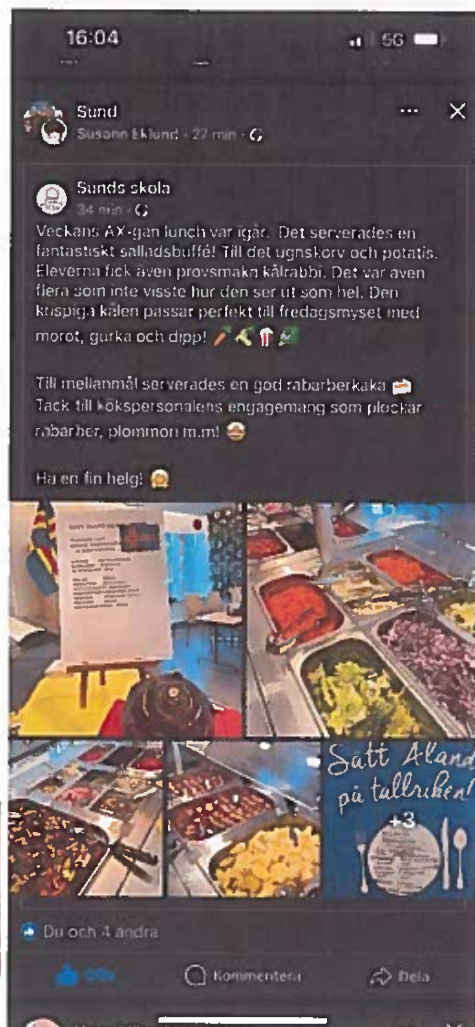 16:04
5G
Sund
Susann Eklund · 27 min
Sunds skola
34 min
Veckans AX-gan lunch var igår. Det serverades en
fantastiskt salladsbuffé! Till det ugnskorv och potatis.
Eleverna fick även provsmaka kålrabbi. Det var även
flera som inte visste hur den ser ut som hel. Den
krispiga kålen passar perfekt till fredagsmyset med
morot, gurka och dipp! 🥕🥬🍿
Till mellanmål serverades en god rabarberkaka 🍰
Tack till kökspersonalens engagemang som plockar
rabarber, plommon m.m! 🤩
Ha en fin helg!
Sätt Åland
på tallriken!
+3
Du och 4 andra
Kommentera
Dela